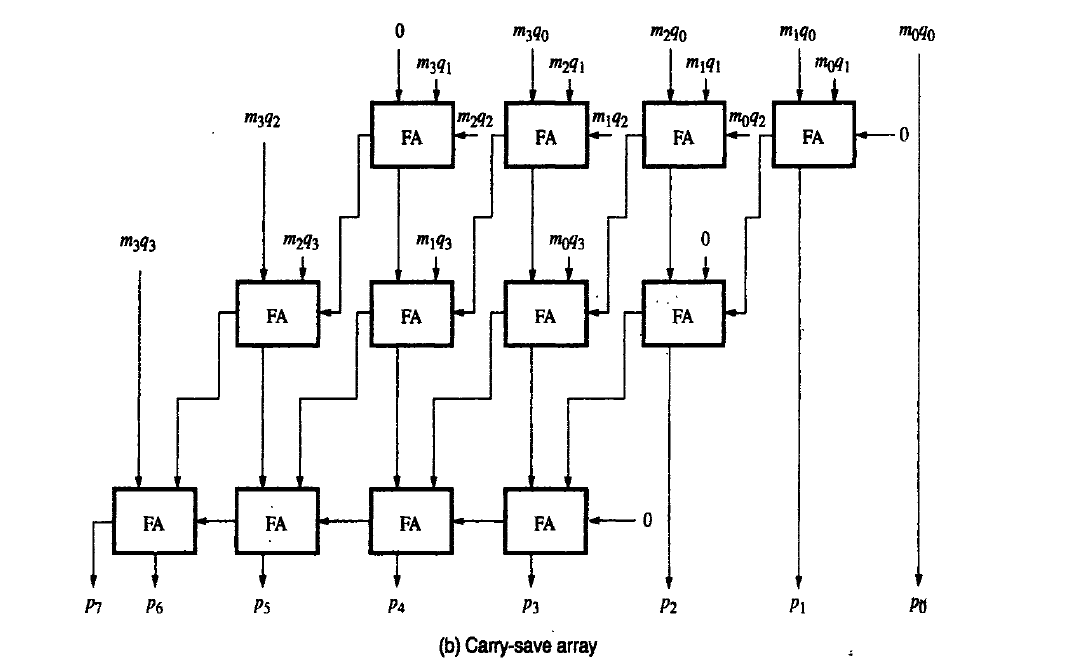 0 m₃q₀ m₂q₀ m₁q₀ m₀q₀
m₃q₁ m₂q₁ m₁q₁ m₀q₁
m₃q₂ FA m₂q₂ FA m₁q₂ FA m₀q₂ FA 0
m₃q₃ m₂q₃ m₁q₃ m₀q₃ 0
FA FA FA FA
FA FA FA FA 0
p₇ p₆ p₅ p₄ p₃ p₂ p₁ p₀
(b) Carry-save array